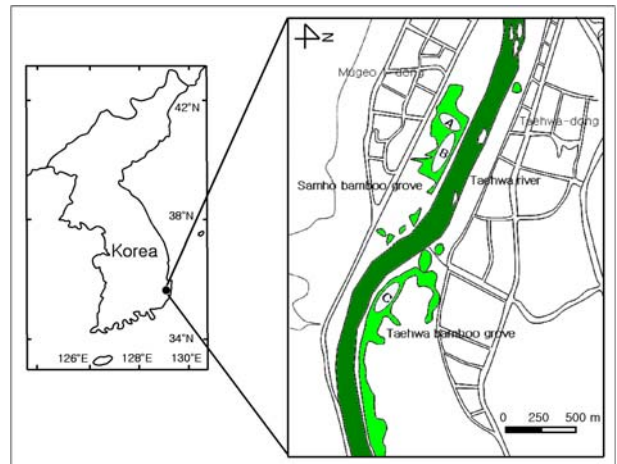 42°N
38°N
Korea
34°N
126°E
128°E
130°E
N
Mugeo-dong
Taehwa-dong
A
B
Samho bamboo grove
Taehwa river
C
Taehwa bamboo grove
0 250 500 m